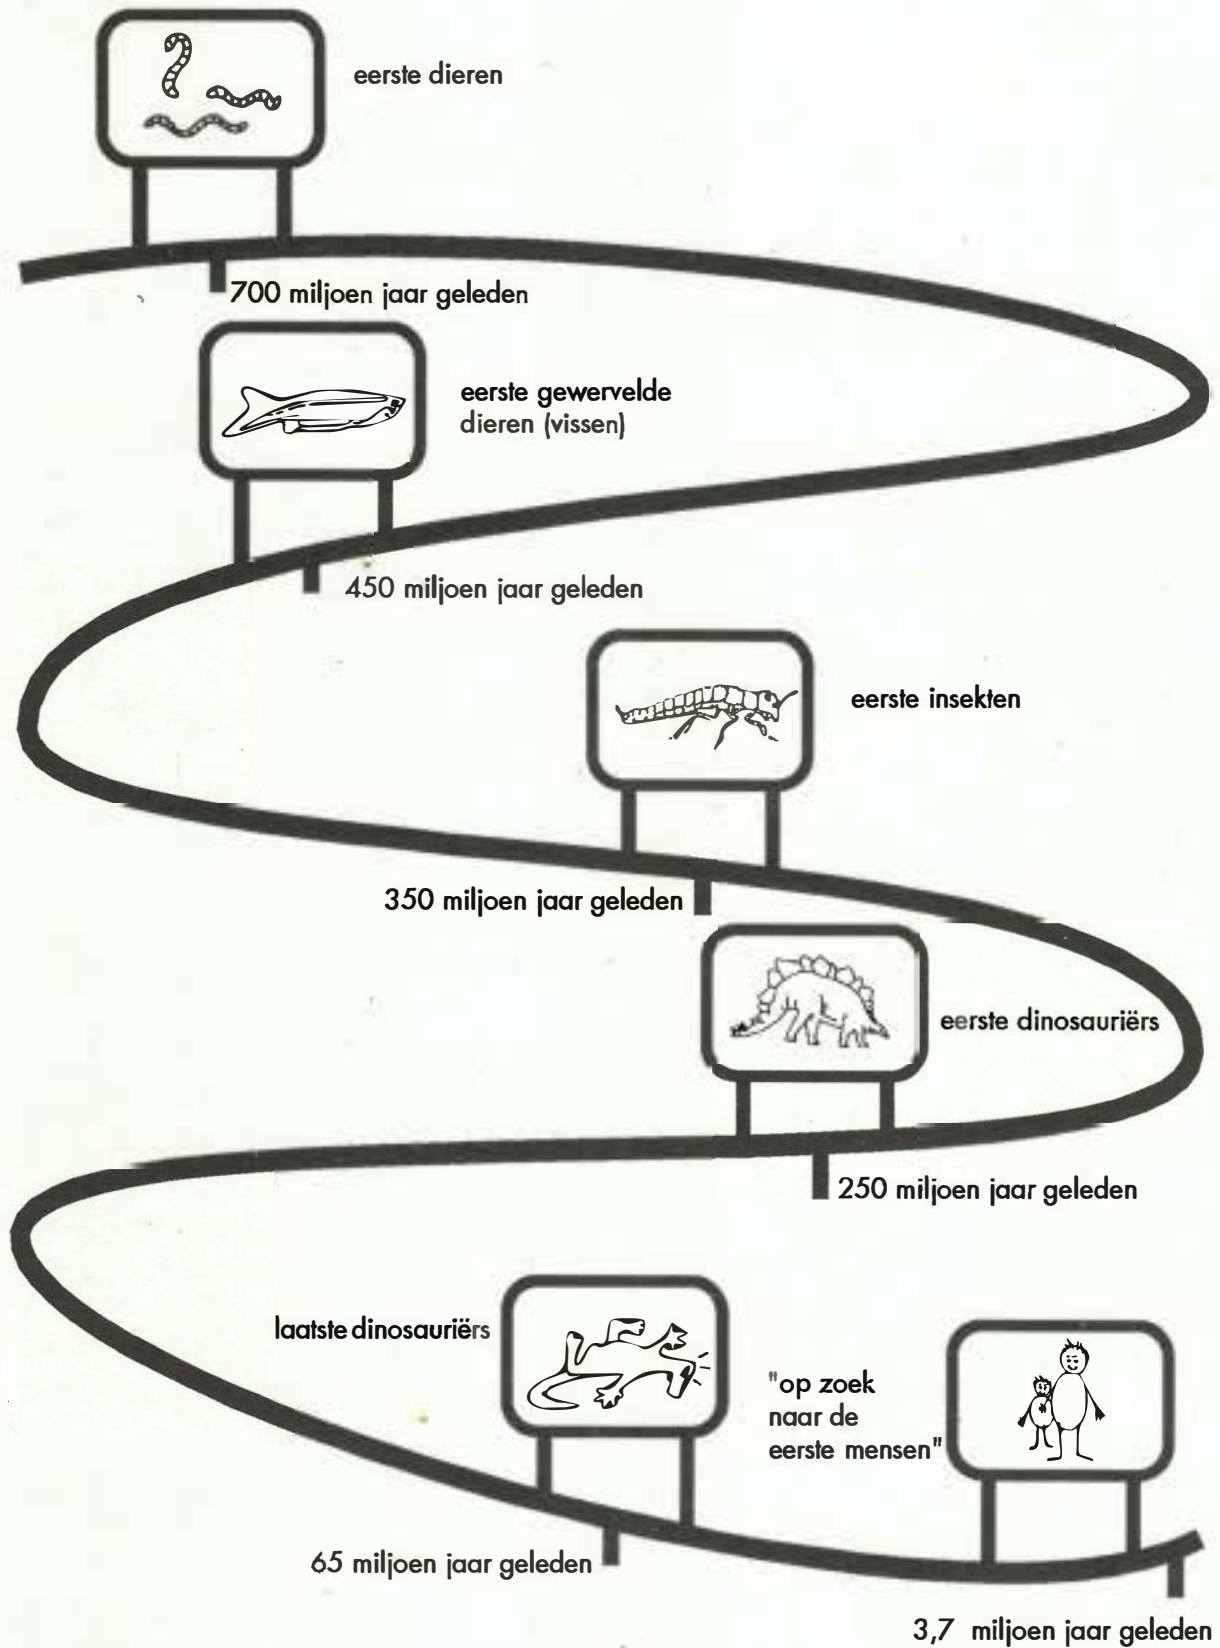 eerste dieren
700 miljoen jaar geleden
eerste gewervelde
dieren (vissen)
450 miljoen jaar geleden
eerste insekten
350 miljoen jaar geleden
eerste dinosauriërs
250 miljoen jaar geleden
laatste dinosauriërs
"op zoek
naar de
eerste mensen"
65 miljoen jaar geleden
3,7 miljoen jaar geleden